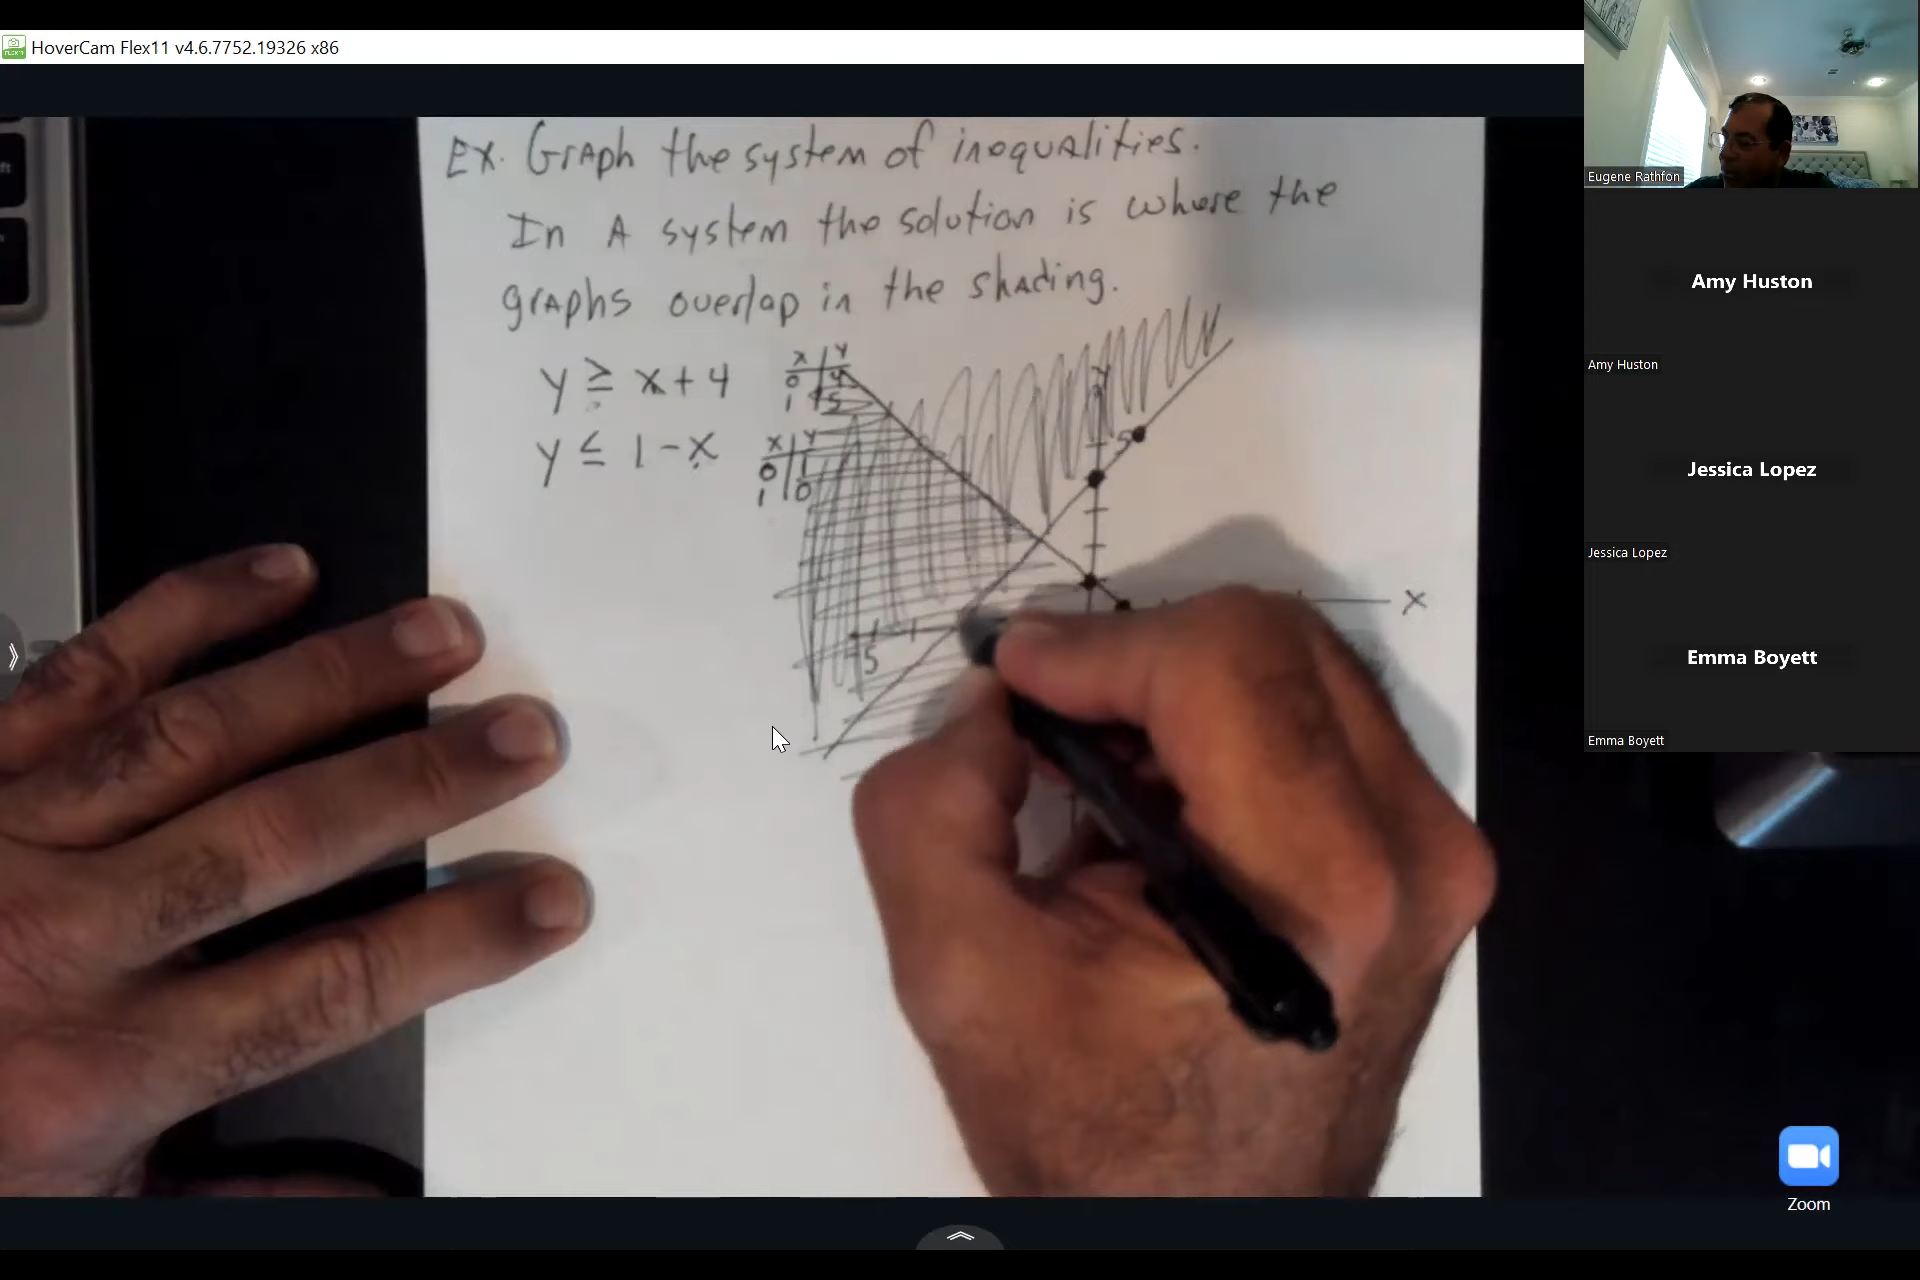 HoverCam Flex11 v4.6.7752.19326 x86
Ex. Graph the system of inequalities.
In A system the solution is where the
graphs overlap in the shading.
y ≥ x + 4
x | y
0 | 4
1 | 5
y ≤ 1 - x
x | y
0 | 1
1 | 0
y
5
x
-5
Eugene Rathfon
Amy Huston
Amy Huston
Jessica Lopez
Jessica Lopez
Emma Boyett
Emma Boyett
Zoom